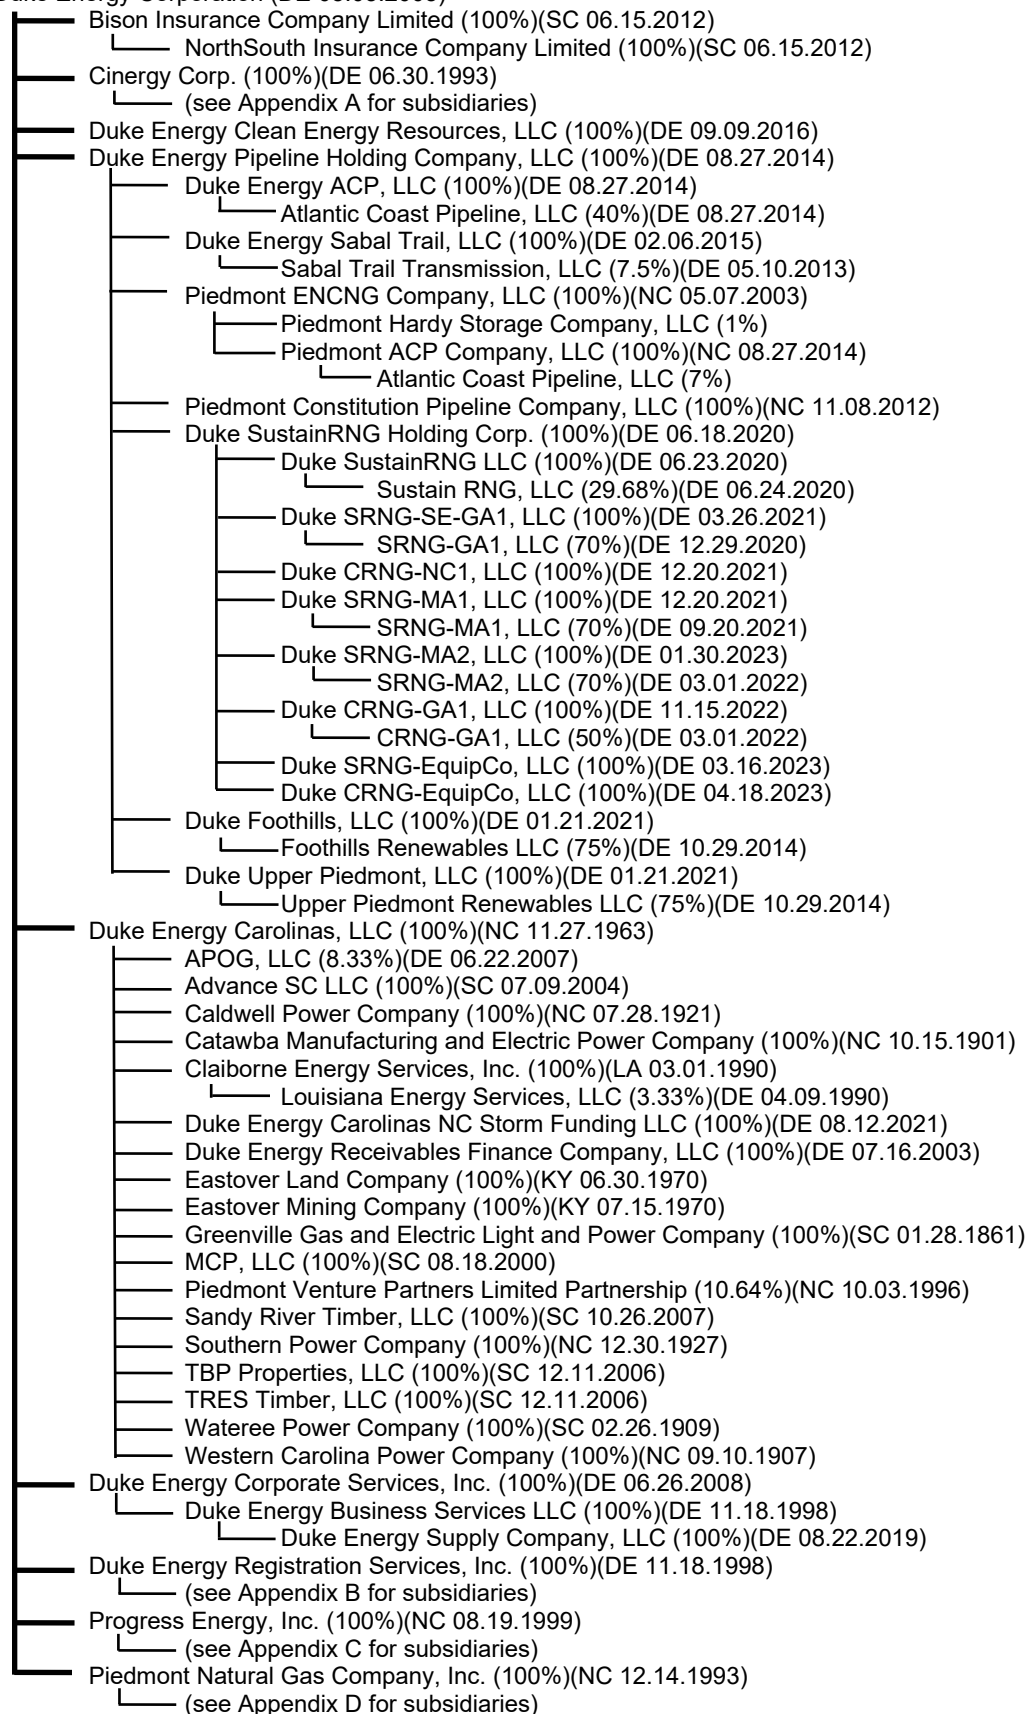 Bison Insurance Company Limited (100%)(SC 06.15.2012)
NorthSouth Insurance Company Limited (100%)(SC 06.15.2012)
Cinergy Corp. (100%)(DE 06.30.1993)
(see Appendix A for subsidiaries)
Duke Energy Clean Energy Resources, LLC (100%)(DE 09.09.2016)
Duke Energy Pipeline Holding Company, LLC (100%)(DE 08.27.2014)
Duke Energy ACP, LLC (100%)(DE 08.27.2014)
Atlantic Coast Pipeline, LLC (40%)(DE 08.27.2014)
Duke Energy Sabal Trail, LLC (100%)(DE 02.06.2015)
Sabal Trail Transmission, LLC (7.5%)(DE 05.10.2013)
Piedmont ENCNG Company, LLC (100%)(NC 05.07.2003)
Piedmont Hardy Storage Company, LLC (1%)
Piedmont ACP Company, LLC (100%)(NC 08.27.2014)
Atlantic Coast Pipeline, LLC (7%)
Piedmont Constitution Pipeline Company, LLC (100%)(NC 11.08.2012)
Duke SustainRNG Holding Corp. (100%)(DE 06.18.2020)
Duke SustainRNG LLC (100%)(DE 06.23.2020)
Sustain RNG, LLC (29.68%)(DE 06.24.2020)
Duke SRNG-SE-GA1, LLC (100%)(DE 03.26.2021)
SRNG-GA1, LLC (70%)(DE 12.29.2020)
Duke CRNG-NC1, LLC (100%)(DE 12.20.2021)
Duke SRNG-MA1, LLC (100%)(DE 12.20.2021)
SRNG-MA1, LLC (70%)(DE 09.20.2021)
Duke SRNG-MA2, LLC (100%)(DE 01.30.2023)
SRNG-MA2, LLC (70%)(DE 03.01.2022)
Duke CRNG-GA1, LLC (100%)(DE 11.15.2022)
CRNG-GA1, LLC (50%)(DE 03.01.2022)
Duke SRNG-EquipCo, LLC (100%)(DE 03.16.2023)
Duke CRNG-EquipCo, LLC (100%)(DE 04.18.2023)
Duke Foothills, LLC (100%)(DE 01.21.2021)
Foothills Renewables LLC (75%)(DE 10.29.2014)
Duke Upper Piedmont, LLC (100%)(DE 01.21.2021)
Upper Piedmont Renewables LLC (75%)(DE 10.29.2014)
Duke Energy Carolinas, LLC (100%)(NC 11.27.1963)
APOG, LLC (8.33%)(DE 06.22.2007)
Advance SC LLC (100%)(SC 07.09.2004)
Caldwell Power Company (100%)(NC 07.28.1921)
Catawba Manufacturing and Electric Power Company (100%)(NC 10.15.1901)
Claiborne Energy Services, Inc. (100%)(LA 03.01.1990)
Louisiana Energy Services, LLC (3.33%)(DE 04.09.1990)
Duke Energy Carolinas NC Storm Funding LLC (100%)(DE 08.12.2021)
Duke Energy Receivables Finance Company, LLC (100%)(DE 07.16.2003)
Eastover Land Company (100%)(KY 06.30.1970)
Eastover Mining Company (100%)(KY 07.15.1970)
Greenville Gas and Electric Light and Power Company (100%)(SC 01.28.1861)
MCP, LLC (100%)(SC 08.18.2000)
Piedmont Venture Partners Limited Partnership (10.64%)(NC 10.03.1996)
Sandy River Timber, LLC (100%)(SC 10.26.2007)
Southern Power Company (100%)(NC 12.30.1927)
TBP Properties, LLC (100%)(SC 12.11.2006)
TRES Timber, LLC (100%)(SC 12.11.2006)
Wateree Power Company (100%)(SC 02.26.1909)
Western Carolina Power Company (100%)(NC 09.10.1907)
Duke Energy Corporate Services, Inc. (100%)(DE 06.26.2008)
Duke Energy Business Services LLC (100%)(DE 11.18.1998)
Duke Energy Supply Company, LLC (100%)(DE 08.22.2019)
Duke Energy Registration Services, Inc. (100%)(DE 11.18.1998)
(see Appendix B for subsidiaries)
Progress Energy, Inc. (100%)(NC 08.19.1999)
(see Appendix C for subsidiaries)
Piedmont Natural Gas Company, Inc. (100%)(NC 12.14.1993)
(see Appendix D for subsidiaries)